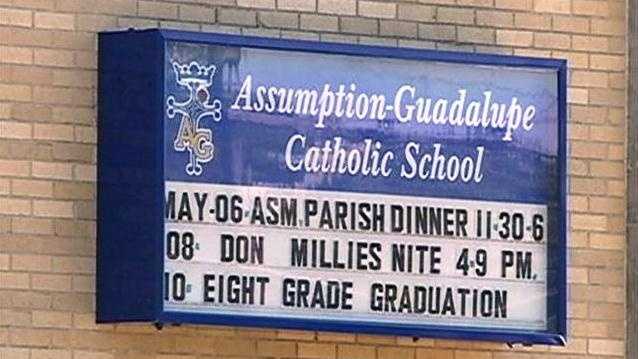 AG
Assumption-Guadalupe
Catholic School
MAY-06-ASM.PARISH DINNER 11-30-6
08- DON MILLIES NITE 4-9 PM.
10- EIGHT GRADE GRADUATION